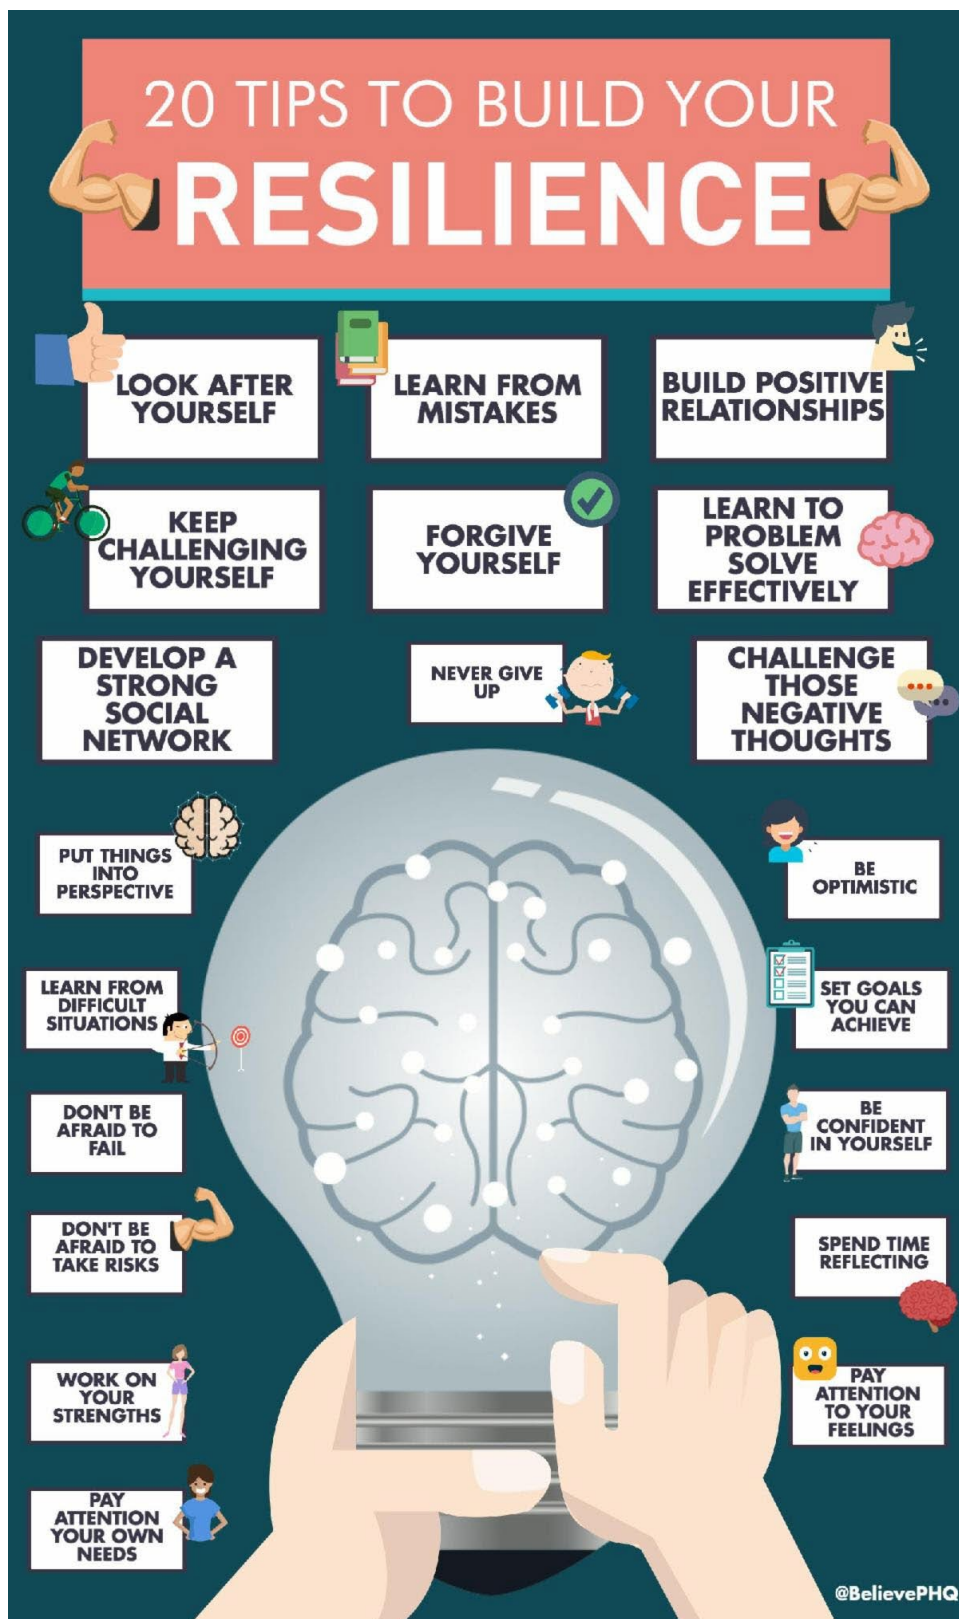 20 TIPS TO BUILD YOUR
RESILIENCE
LOOK AFTER
YOURSELF
LEARN FROM
MISTAKES
BUILD POSITIVE
RELATIONSHIPS
KEEP
CHALLENGING
YOURSELF
FORGIVE
YOURSELF
LEARN TO
PROBLEM
SOLVE
EFFECTIVELY
DEVELOP A
STRONG
SOCIAL
NETWORK
NEVER GIVE
UP
CHALLENGE
THOSE
NEGATIVE
THOUGHTS
PUT THINGS
INTO
PERSPECTIVE
BE
OPTIMISTIC
LEARN FROM
DIFFICULT
SITUATIONS
SET GOALS
YOU CAN
ACHIEVE
DON'T BE
AFRAID TO
FAIL
BE
CONFIDENT
IN YOURSELF
DON'T BE
AFRAID TO
TAKE RISKS
SPEND TIME
REFLECTING
WORK ON
YOUR
STRENGTHS
PAY
ATTENTION
TO YOUR
FEELINGS
PAY
ATTENTION
YOUR OWN
NEEDS
@BelievePHQ